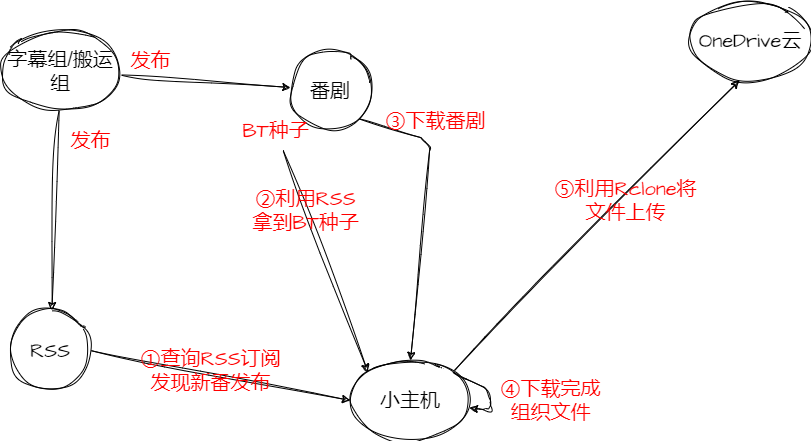 OneDrive云
字幕组/搬运
组
发布
番剧
③下载番剧
BT种子
发布
②利用RSS
拿到BT种子
⑤利用Rclone将
文件上传
RSS
①查询RSS订阅
发现新番发布
小主机
④下载完成
组织文件